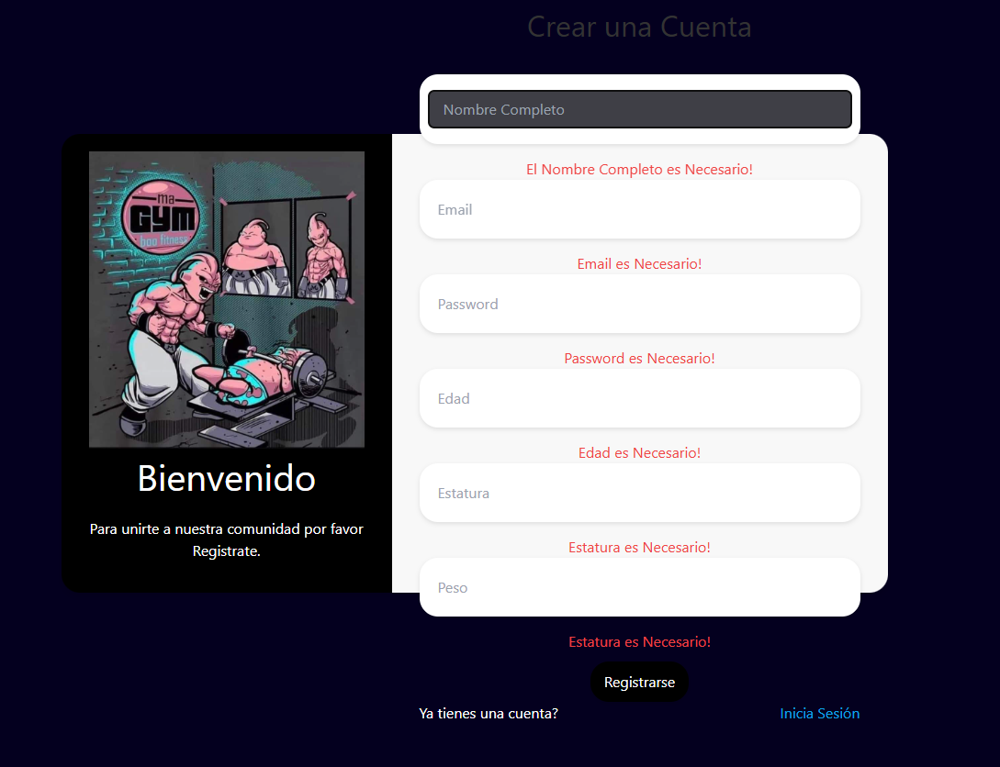 Crear una Cuenta
Nombre Completo
El Nombre Completo es Necesario!
Email
Email es Necesario!
Password
Password es Necesario!
Edad
Edad es Necesario!
Estatura
Estatura es Necesario!
Peso
Estatura es Necesario!
Registrarse
Ya tienes una cuenta?
Inicia Sesión
ma
GYM
boo fitness
Bienvenido
Para unirte a nuestra comunidad por favor
Registrate.